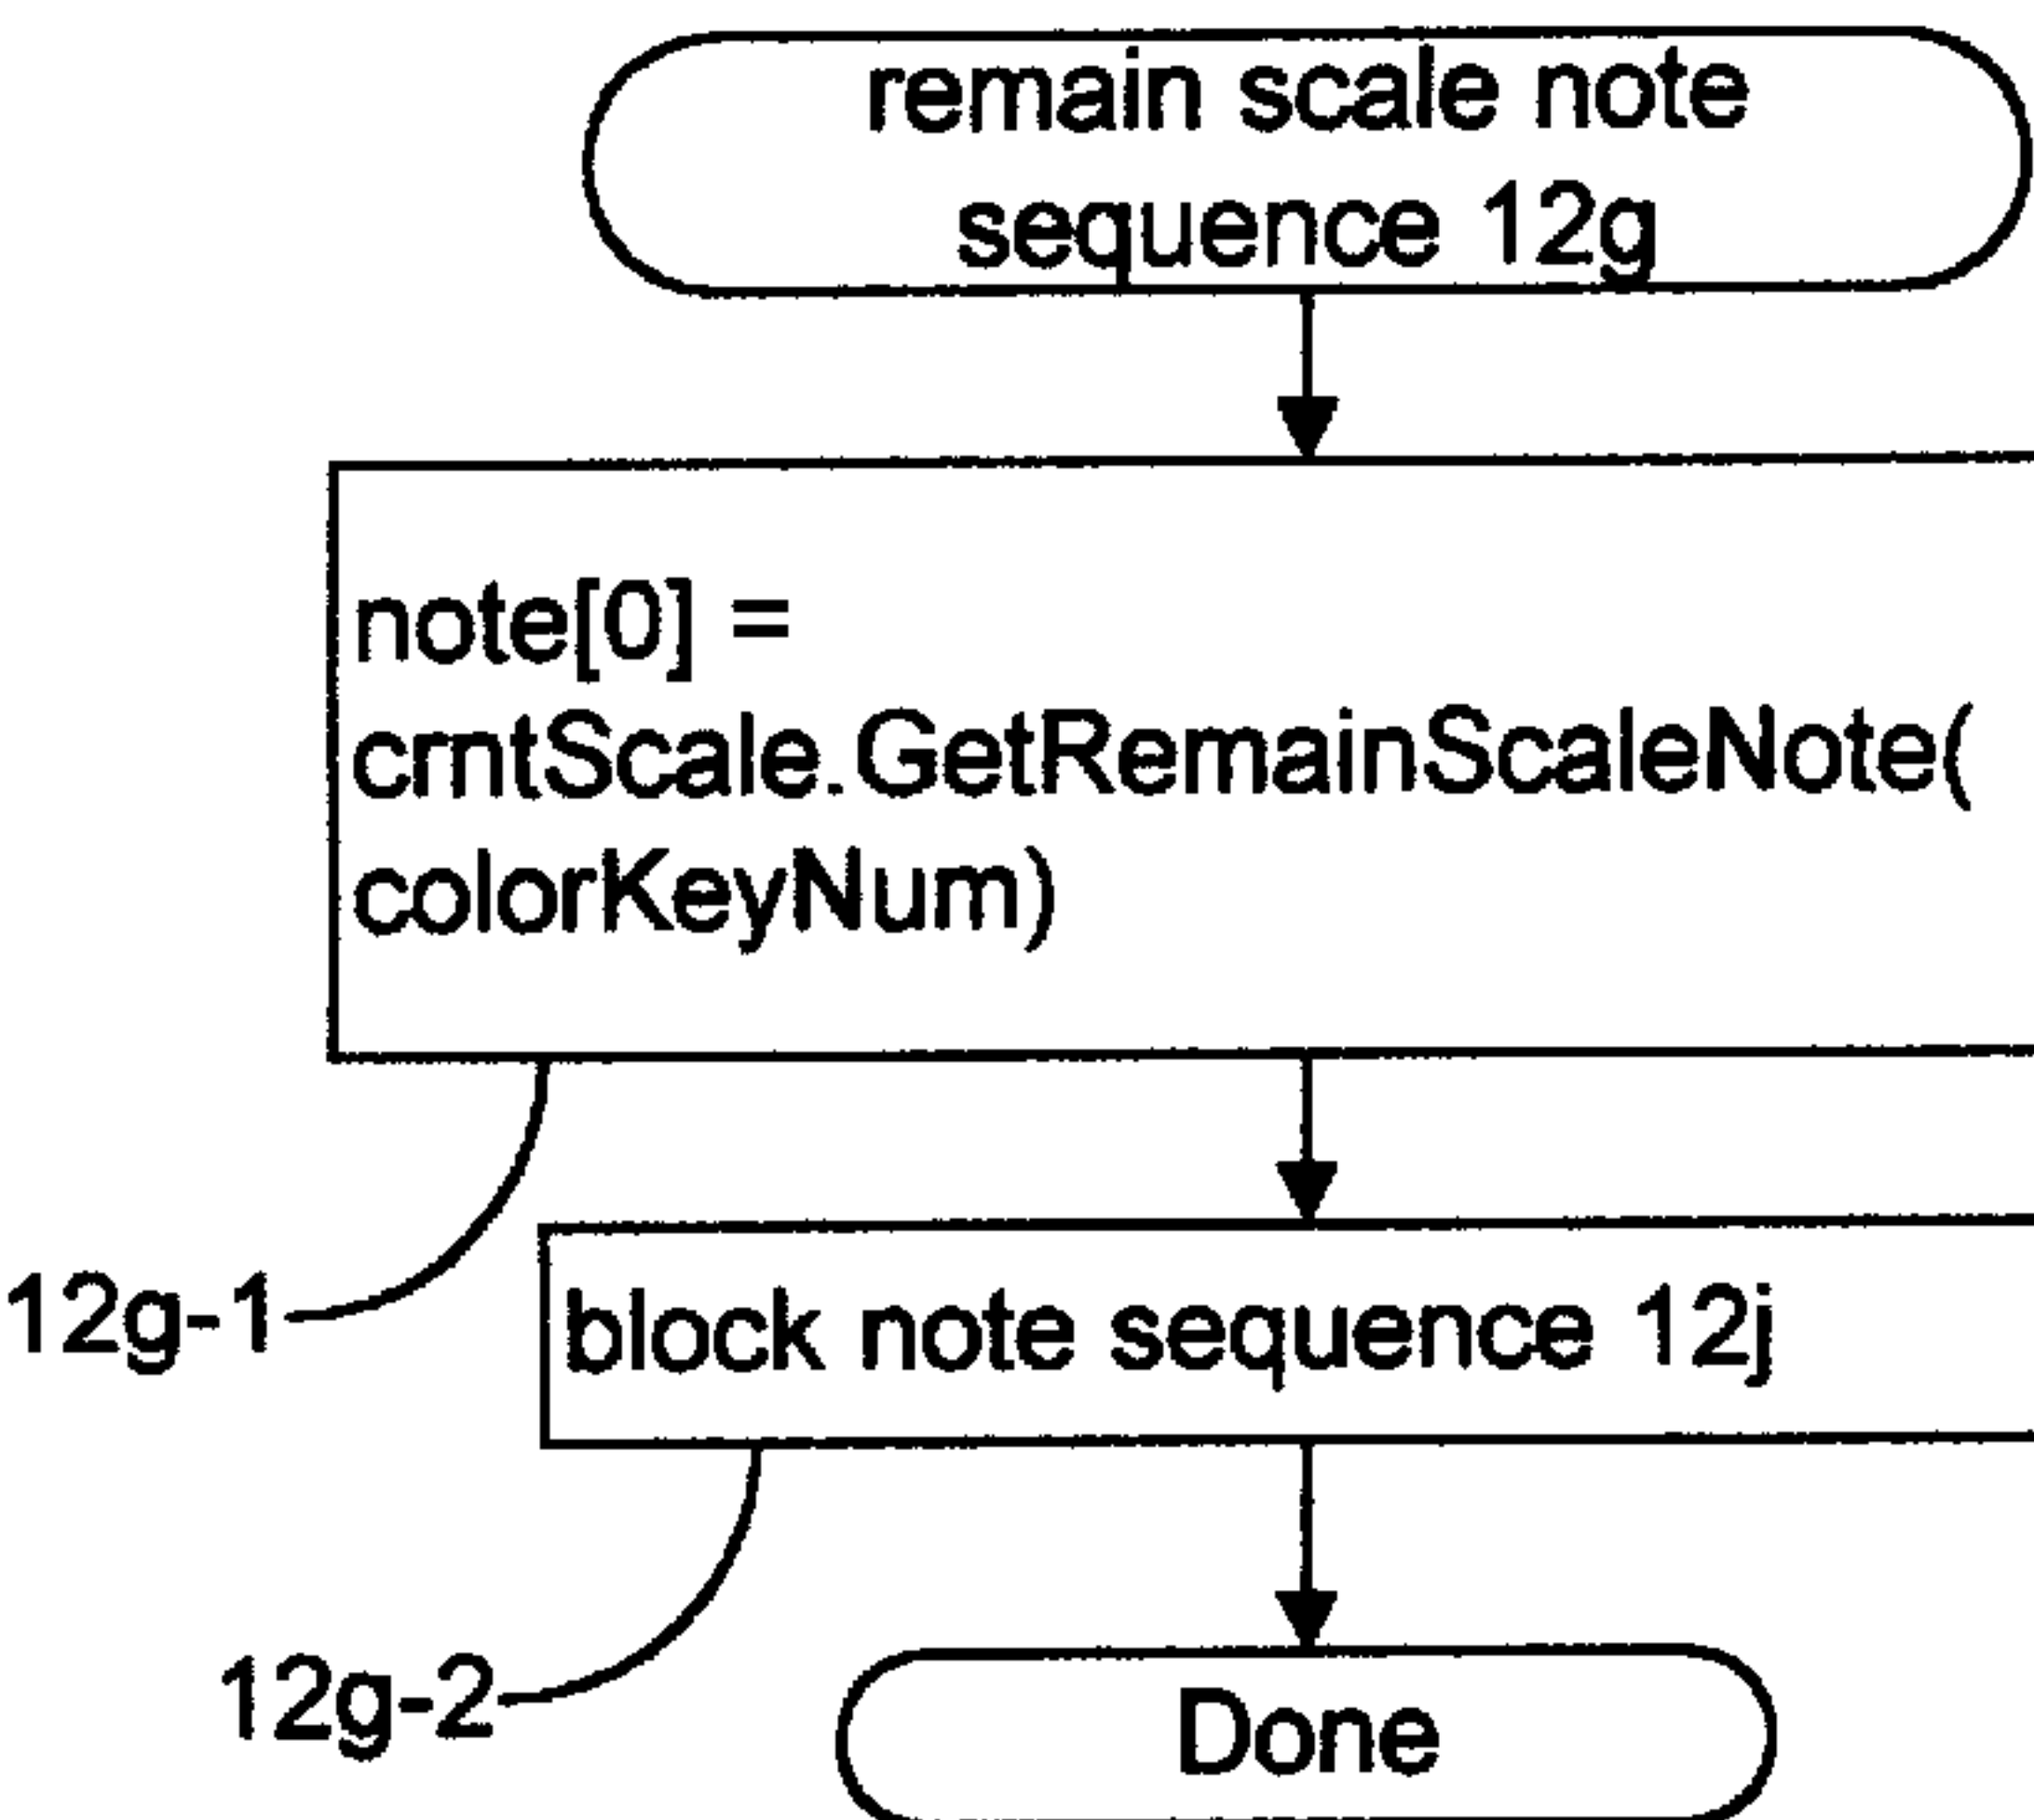 remain scale note
sequence 12g
note[0] =
crntScale.GetRemainScaleNote(
colorKeyNum)
12g-1
block note sequence 12j
12g-2
Done